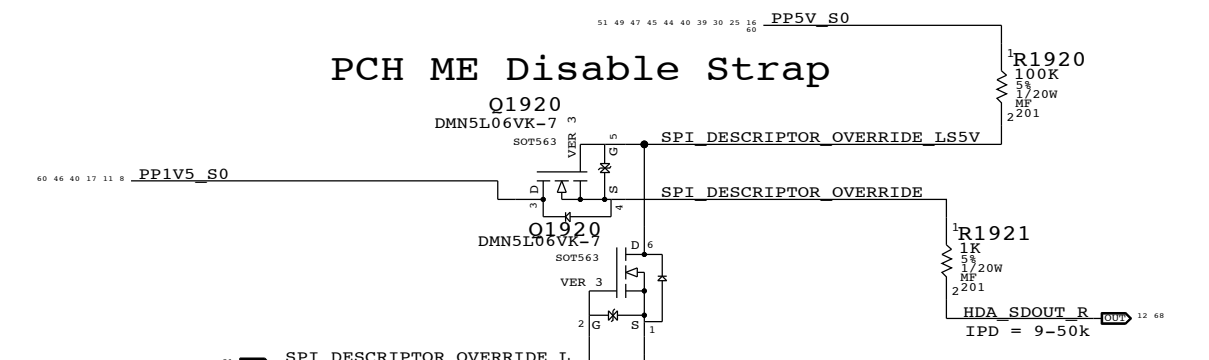 51 49 47 45 44 40 39 30 25 16 PP5V_S0
60
PCH ME Disable Strap
1 R1920
100K
5%
1/20W
MF
2 201
Q1920
DMN5L06VK-7
SOT563
VER 3
G 5
SPI_DESCRIPTOR_OVERRIDE_LS5V
60 46 40 17 11 8 PP1V5_S0
3 D
S 4
SPI_DESCRIPTOR_OVERRIDE
Q1920
DMN5L06VK-7
SOT563
VER 3
D 6
2 G
S 1
1 R1921
1K
5%
1/20W
MF
2 201
HDA_SDOUT_R OUT 12 68
IPD = 9-50k
SPI_DESCRIPTOR_OVERRIDE_L